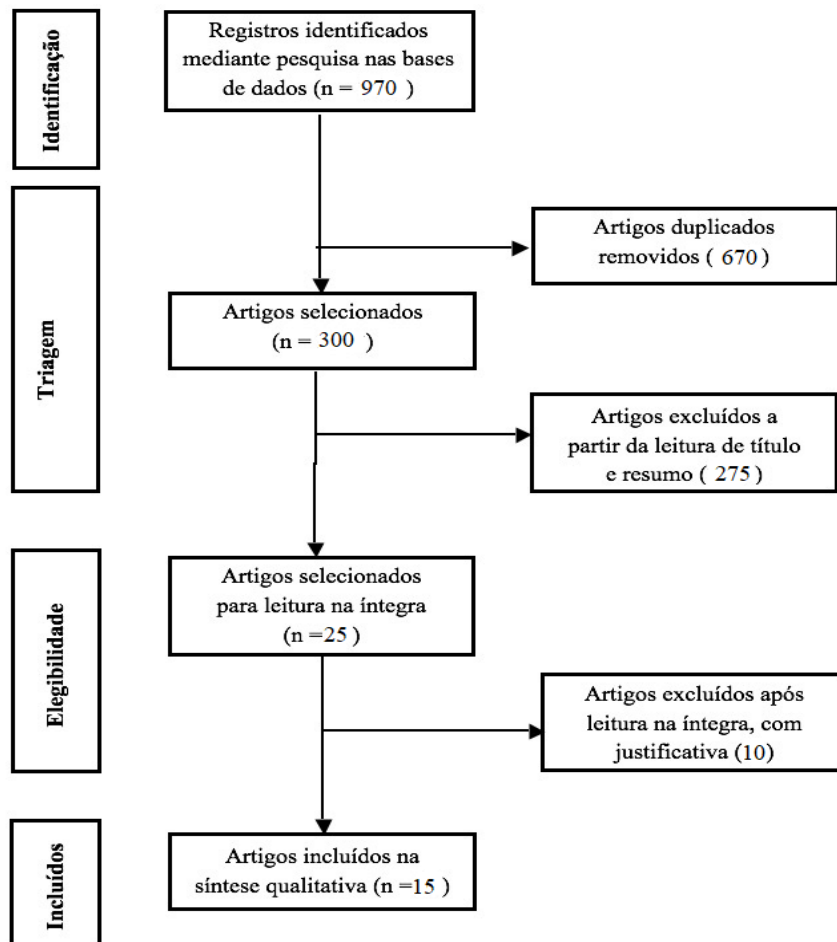 Identificação
Registros identificados
mediante pesquisa nas bases
de dados (n = 970 )
Triagem
Artigos duplicados
removidos ( 670)
Artigos selecionados
(n = 300 )
Artigos excluídos a
partir da leitura de título
e resumo ( 275)
Elegibilidade
Artigos selecionados
para leitura na íntegra
(n =25 )
Artigos excluídos após
leitura na íntegra, com
justificativa (10)
Incluídos
Artigos incluídos na
síntese qualitativa (n =15 )